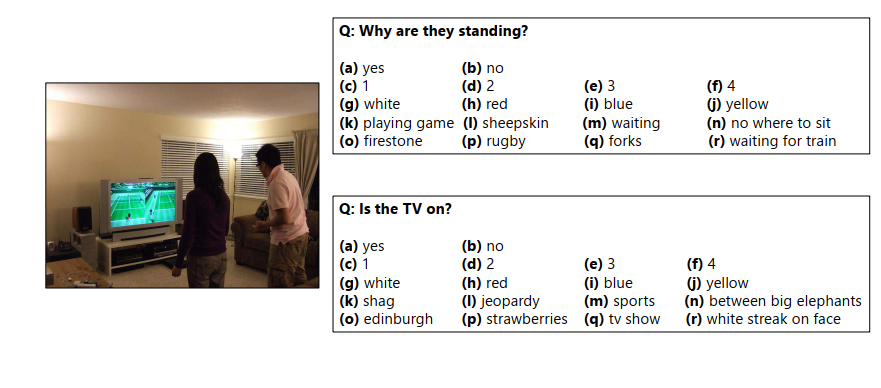 Q: Why are they standing?
(a) yes (b) no
(c) 1 (d) 2 (e) 3 (f) 4
(g) white (h) red (i) blue (j) yellow
(k) playing game (l) sheepskin (m) waiting (n) no where to sit
(o) firestone (p) rugby (q) forks (r) waiting for train
Q: Is the TV on?
(a) yes (b) no
(c) 1 (d) 2 (e) 3 (f) 4
(g) white (h) red (i) blue (j) yellow
(k) shag (l) jeopardy (m) sports (n) between big elephants
(o) edinburgh (p) strawberries (q) tv show (r) white streak on face